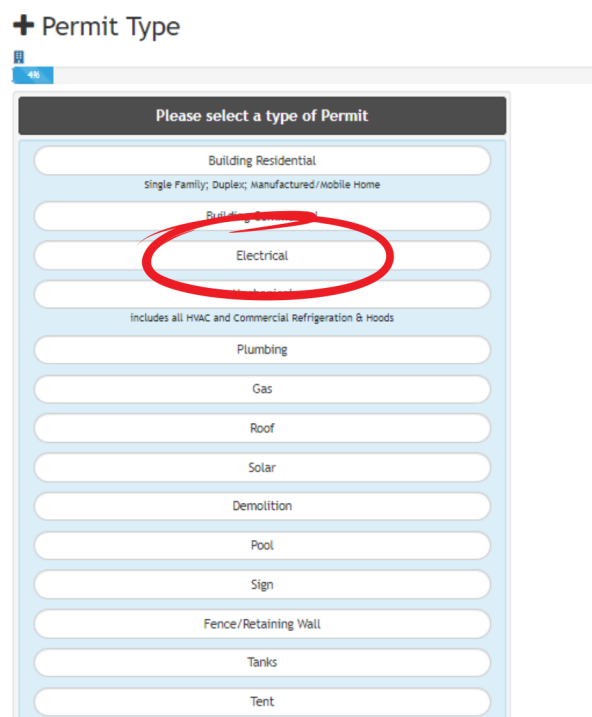 Permit Type
4%
Please select a type of Permit
Building Residential
Single Family; Duplex; Manufactured/Mobile Home
Building
Electrical
includes all HVAC and Commercial Refrigeration & Hoods
Plumbing
Gas
Roof
Solar
Demolition
Pool
Sign
Fence/Retaining Wall
Tanks
Tent